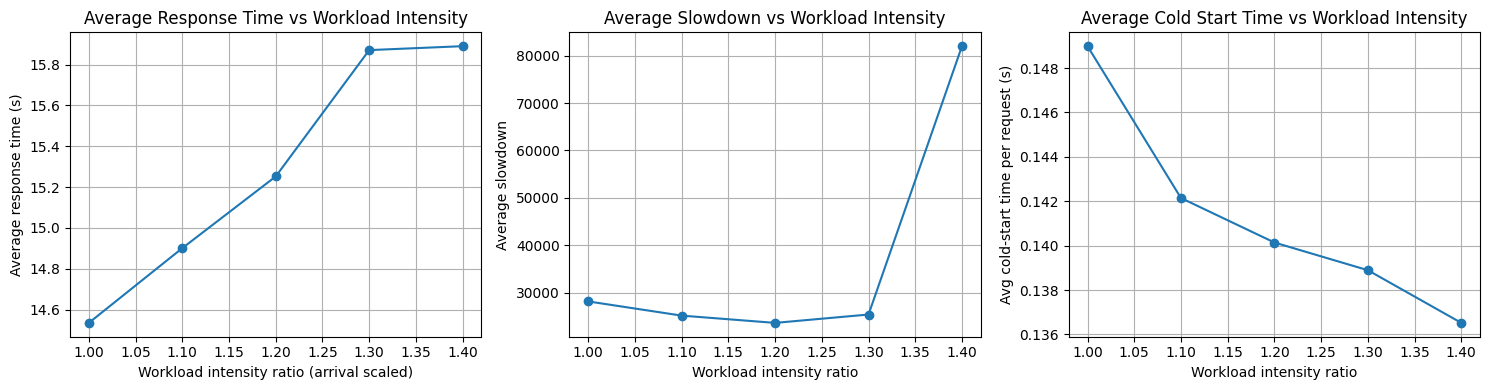 Average Response Time vs Workload Intensity
Average response time (s)
15.8
15.6
15.4
15.2
15.0
14.8
14.6
1.00 1.05 1.10 1.15 1.20 1.25 1.30 1.35 1.40
Workload intensity ratio (arrival scaled)
Average Slowdown vs Workload Intensity
Average slowdown
80000
70000
60000
50000
40000
30000
1.00 1.05 1.10 1.15 1.20 1.25 1.30 1.35 1.40
Workload intensity ratio
Average Cold Start Time vs Workload Intensity
Avg cold-start time per request (s)
0.148
0.146
0.144
0.142
0.140
0.138
0.136
1.00 1.05 1.10 1.15 1.20 1.25 1.30 1.35 1.40
Workload intensity ratio